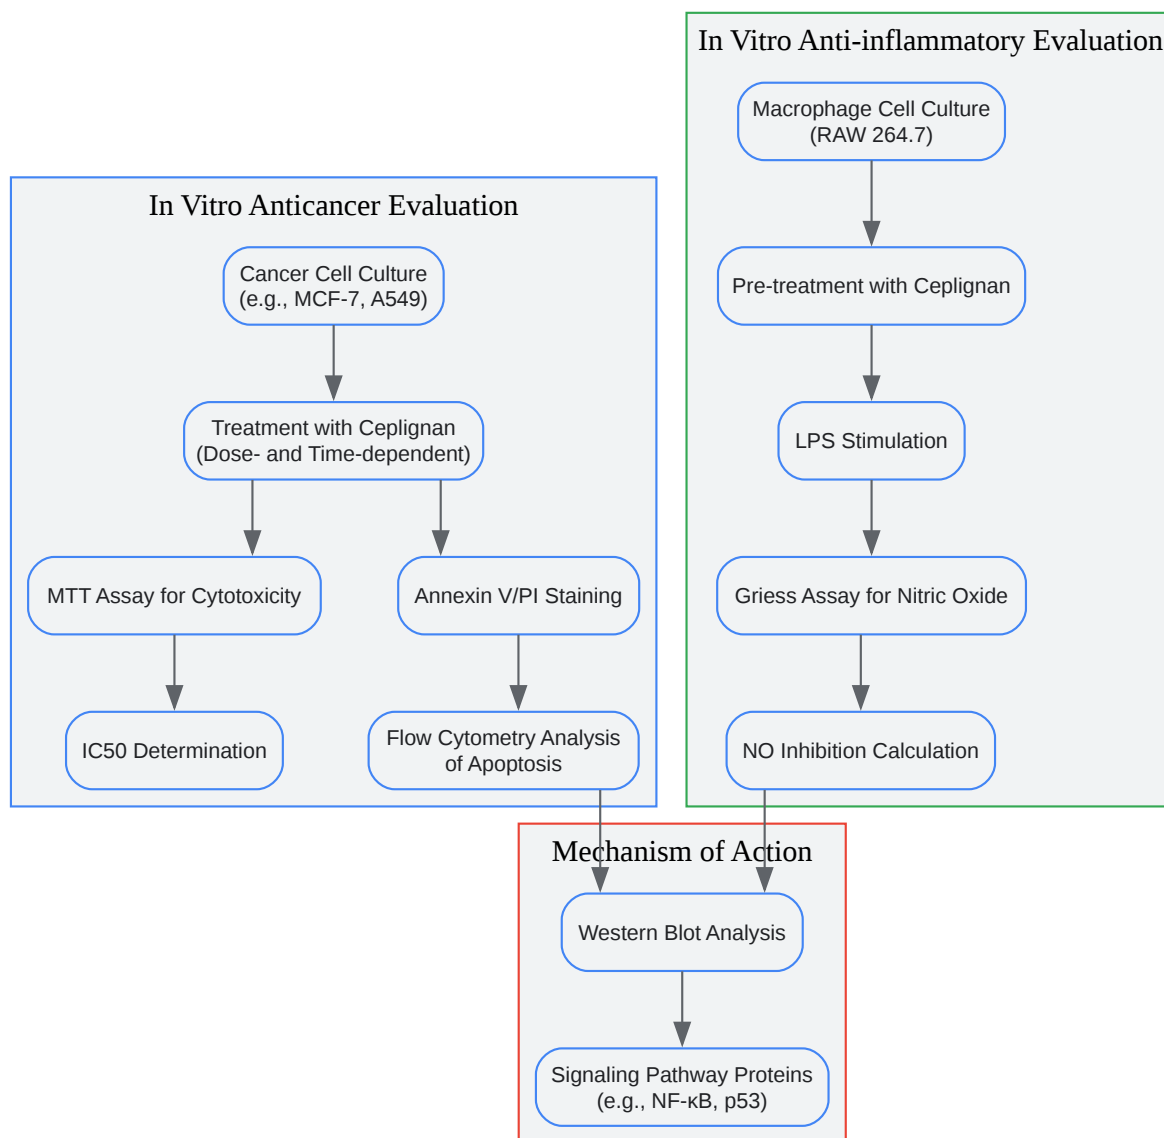 In Vitro Anticancer Evaluation
Cancer Cell Culture
(e.g., MCF-7, A549)
Treatment with Ceplignan
(Dose- and Time-dependent)
MTT Assay for Cytotoxicity
Annexin V/PI Staining
IC50 Determination
Flow Cytometry Analysis
of Apoptosis
In Vitro Anti-inflammatory Evaluation
Macrophage Cell Culture
(RAW 264.7)
Pre-treatment with Ceplignan
LPS Stimulation
Griess Assay for Nitric Oxide
NO Inhibition Calculation
Mechanism of Action
Western Blot Analysis
Signaling Pathway Proteins
(e.g., NF-κB, p53)